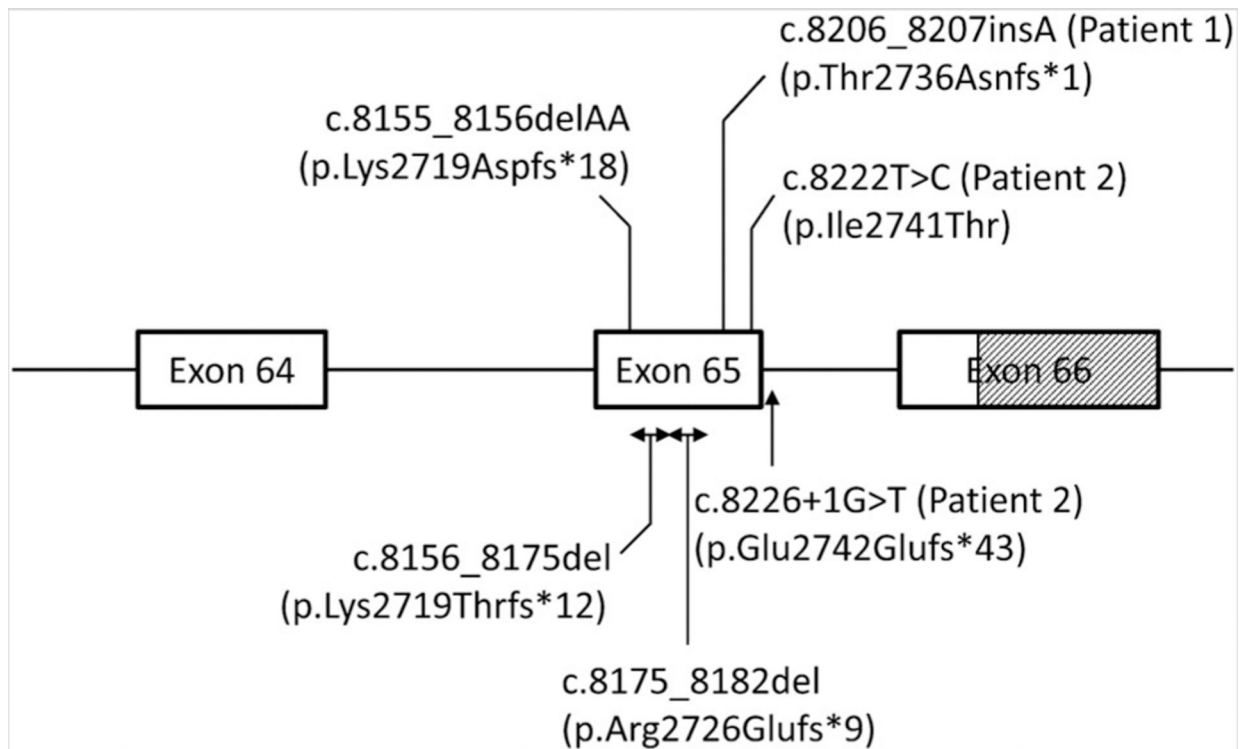 c.8206_8207insA (Patient 1)
(p.Thr2736Asnfs*1)
c.8155_8156delAA
(p.Lys2719Aspfs*18)
c.8222T>C (Patient 2)
(p.Ile2741Thr)
Exon 64
Exon 65
Exon 66
c.8226+1G>T (Patient 2)
(p.Glu2742Glufs*43)
c.8156_8175del
(p.Lys2719Thrfs*12)
c.8175_8182del
(p.Arg2726Glufs*9)